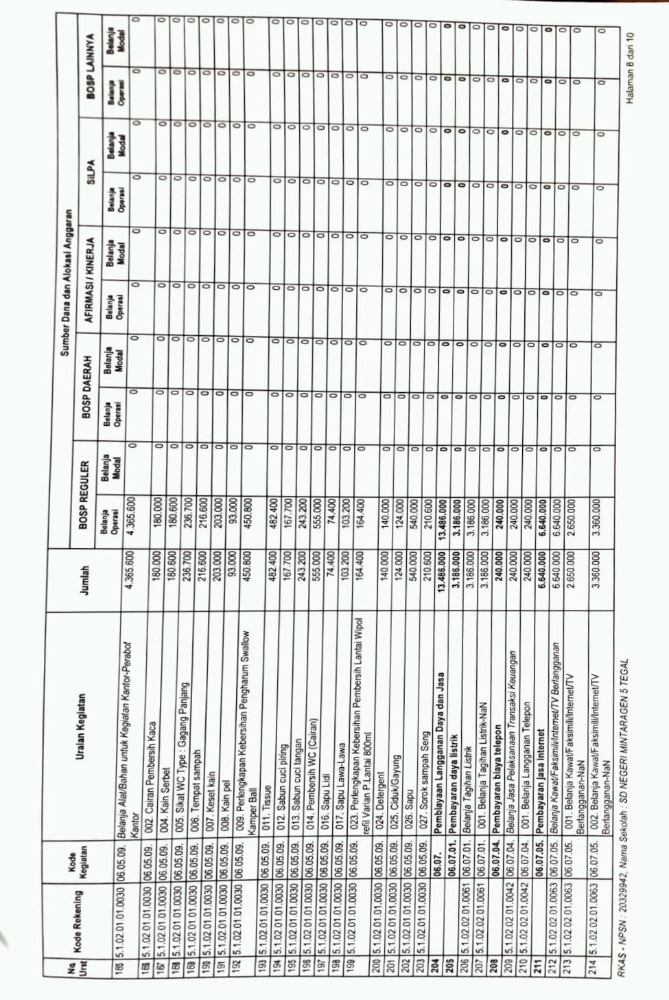 Sumber Dana dan Alokasi Anggaran
BOSP REGULER BOSP DAERAH AFIRMASI / KINERJA SILPA BOSP LAINNYA
No Urut Kode Rekening Kode Kegiatan Uraian Kegiatan Jumlah Belanja Operasi Belanja Modal Belanja Operasi Belanja Modal Belanja Operasi Belanja Modal Belanja Operasi Belanja Modal Belanja Operasi Belanja Modal
165 5.1.02.01.01.0030 06.05.09. Belanja Alat/Bahan untuk Kegiatan Kantor-Perabot Kantor 4.365.600 4.365.600 0 0 0 0 0 0 0 0 0
186 5.1.02.01.01.0030 06.05.09. 002. Cairan Pembersih Kaca 180.000 180.000 0 0 0 0 0 0 0 0 0
187 5.1.02.01.01.0030 06.05.09. 004. Kain Serbet 180.600 180.600 0 0 0 0 0 0 0 0 0
188 5.1.02.01.01.0030 06.05.09. 005. Sikat WC Type : Gagang Panjang 236.700 236.700 0 0 0 0 0 0 0 0 0
189 5.1.02.01.01.0030 06.05.09. 006. Tempat sampah 216.600 216.600 0 0 0 0 0 0 0 0 0
190 5.1.02.01.01.0030 06.05.09. 007. Keset kain 203.000 203.000 0 0 0 0 0 0 0 0 0
191 5.1.02.01.01.0030 06.05.09. 008. Kain pel 93.000 93.000 0 0 0 0 0 0 0 0 0
192 5.1.02.01.01.0030 06.05.09. 009. Perlengkapan Kebersihan Pengharum Swallow Kamper Ball 450.800 450.800 0 0 0 0 0 0 0 0 0
193 5.1.02.01.01.0030 06.05.09. 011. Tissue 482.400 482.400 0 0 0 0 0 0 0 0 0
194 5.1.02.01.01.0030 06.05.09. 012. Sabun cuci piring 167.700 167.700 0 0 0 0 0 0 0 0 0
195 5.1.02.01.01.0030 06.05.09. 013. Sabun cuci tangan 243.200 243.200 0 0 0 0 0 0 0 0 0
196 5.1.02.01.01.0030 06.05.09. 014. Pembersih WC (Cairan) 555.000 555.000 0 0 0 0 0 0 0 0 0
197 5.1.02.01.01.0030 06.05.09. 016. Sapu Lidi 74.400 74.400 0 0 0 0 0 0 0 0 0
198 5.1.02.01.01.0030 06.05.09. 017. Sapu Lawa-Lawa 103.200 103.200 0 0 0 0 0 0 0 0 0
199 5.1.02.01.01.0030 06.05.09. 023. Perlengkapan Kebersihan Pembersih Lantai Wipol refil Varian P.Lantai 800ml 164.400 164.400 0 0 0 0 0 0 0 0 0
200 5.1.02.01.01.0030 06.05.09. 024. Detergent 140.000 140.000 0 0 0 0 0 0 0 0 0
201 5.1.02.01.01.0030 06.05.09. 025. Ciduk/Gayung 124.000 124.000 0 0 0 0 0 0 0 0 0
202 5.1.02.01.01.0030 06.05.09. 026. Sapu 540.000 540.000 0 0 0 0 0 0 0 0 0
203 5.1.02.01.01.0030 06.05.09. 027. Sorok sampah Seng 210.600 210.600 0 0 0 0 0 0 0 0 0
204 06.07. Pembiayaan Langganan Daya dan Jasa 13.486.000 13.486.000 0 0 0 0 0 0 0 0 0
205 06.07.01. Pembayaran daya listrik 3.186.000 3.186.000 0 0 0 0 0 0 0 0 0
206 5.1.02.02.01.0061 06.07.01. Belanja Tagihan Listrik 3.186.000 3.186.000 0 0 0 0 0 0 0 0 0
207 5.1.02.02.01.0061 06.07.01. 001. Belanja Tagihan Listrik-NaN 3.186.000 3.186.000 0 0 0 0 0 0 0 0 0
208 06.07.04. Pembayaran biaya telepon 240.000 240.000 0 0 0 0 0 0 0 0 0
209 5.1.02.02.01.0042 06.07.04. Belanja Jasa Pelaksanaan Transaksi Keuangan 240.000 240.000 0 0 0 0 0 0 0 0 0
210 5.1.02.02.01.0042 06.07.04. 001. Belanja Langganan Telepon 240.000 240.000 0 0 0 0 0 0 0 0 0
211 06.07.05. Pembayaran jasa Internet 6.640.000 6.640.000 0 0 0 0 0 0 0 0 0
212 5.1.02.02.01.0063 06.07.05. Belanja Kawat/Faksimili/Internet/TV Berlangganan 6.640.000 6.640.000 0 0 0 0 0 0 0 0 0
213 5.1.02.02.01.0063 06.07.05. 001. Belanja Kawat/Faksimili/Internet/TV Berlangganan-NaN 2.650.000 2.650.000 0 0 0 0 0 0 0 0 0
214 5.1.02.02.01.0063 06.07.05. 002. Belanja Kawat/Faksimili/Internet/TV Berlangganan-NaN 3.360.000 3.360.000 0 0 0 0 0 0 0 0 0
RKAS - NPSN : 20329942, Nama Sekolah : SD NEGERI MINTARAGEN 5 TEGAL Halaman 8 dari 10